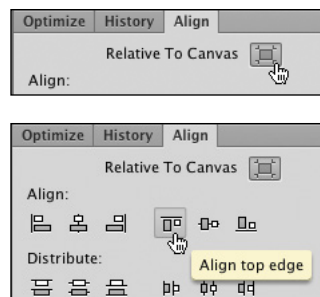 Optimize History Align
Relative To Canvas
Align:
Optimize History Align
Relative To Canvas
Align:
Align top edge
Distribute: